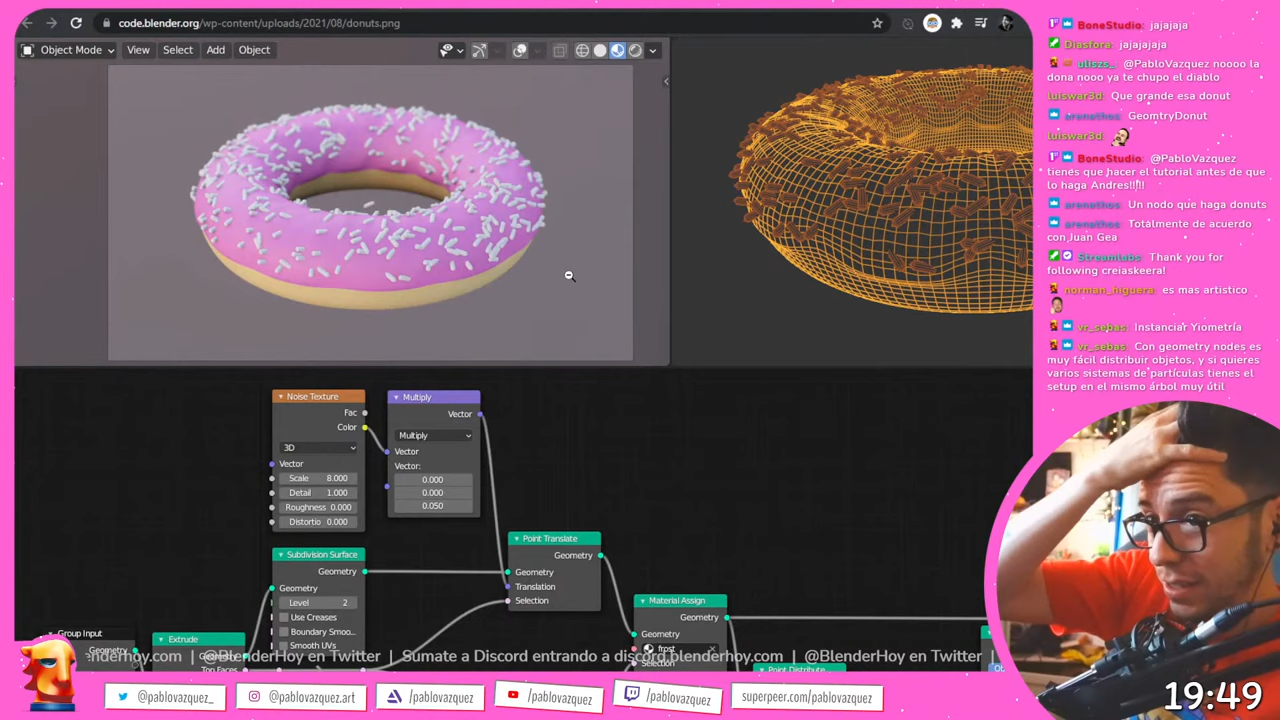 code.blender.org/wp-content/uploads/2021/08/donuts.png
Object Mode View Select Add Object
Noise Texture
Fac
Color
3D
Vector
Scale 8.000
Detail 1.000
Roughness 0.000
Distortio 0.000
Multiply
Vector
Multiply
Vector
Vector:
0.000
0.000
0.050
Subdivision Surface
Geometry
Geometry
Level 2
Use Creases
Boundary Smoo...
Smooth UVs
Point Translate
Geometry
Geometry
Translation
Selection
Material Assign
Geometry
Geometry
frost
Selection
Group Input
Geometry
Extrude
Point Distribute
BoneStudio: jajajaja
Diasfora: jajajajaja
uliszs_: @PabloVazquez noooo la
dona nooo ya te chupo el diablo
luiswar3d: Que grande esa donut
arenathos: GeomtryDonut
luiswar3d:
BoneStudio: @PabloVazquez
tienes que hacer el tutorial antes de que
lo haga Andres!!!!
arenathos: Un nodo que haga donuts
arenathos: Totalmente de acuerdo
con Juan Gea
Streamlabs: Thank you for
following creiaskeera!
norman_higuera: es mas artistico
vr_sebas: Instanciar Yiometría
vr_sebas: Con geometry nodes es
muy fácil distribuir objetos, y si quieres
varios sistemas de partículas tienes el
setup en el mismo árbol muy útil
enderhoy.com | @BlenderHoy en Twitter | Sumate a Discord entrando a discord.blenderhoy.com | @BlenderHoy en Twitter |
@pablovazquez_ @pablovazquez.art /pablovazquez /pablovazquez /pablovazquez superpeer.com/pablovazquez
19:49